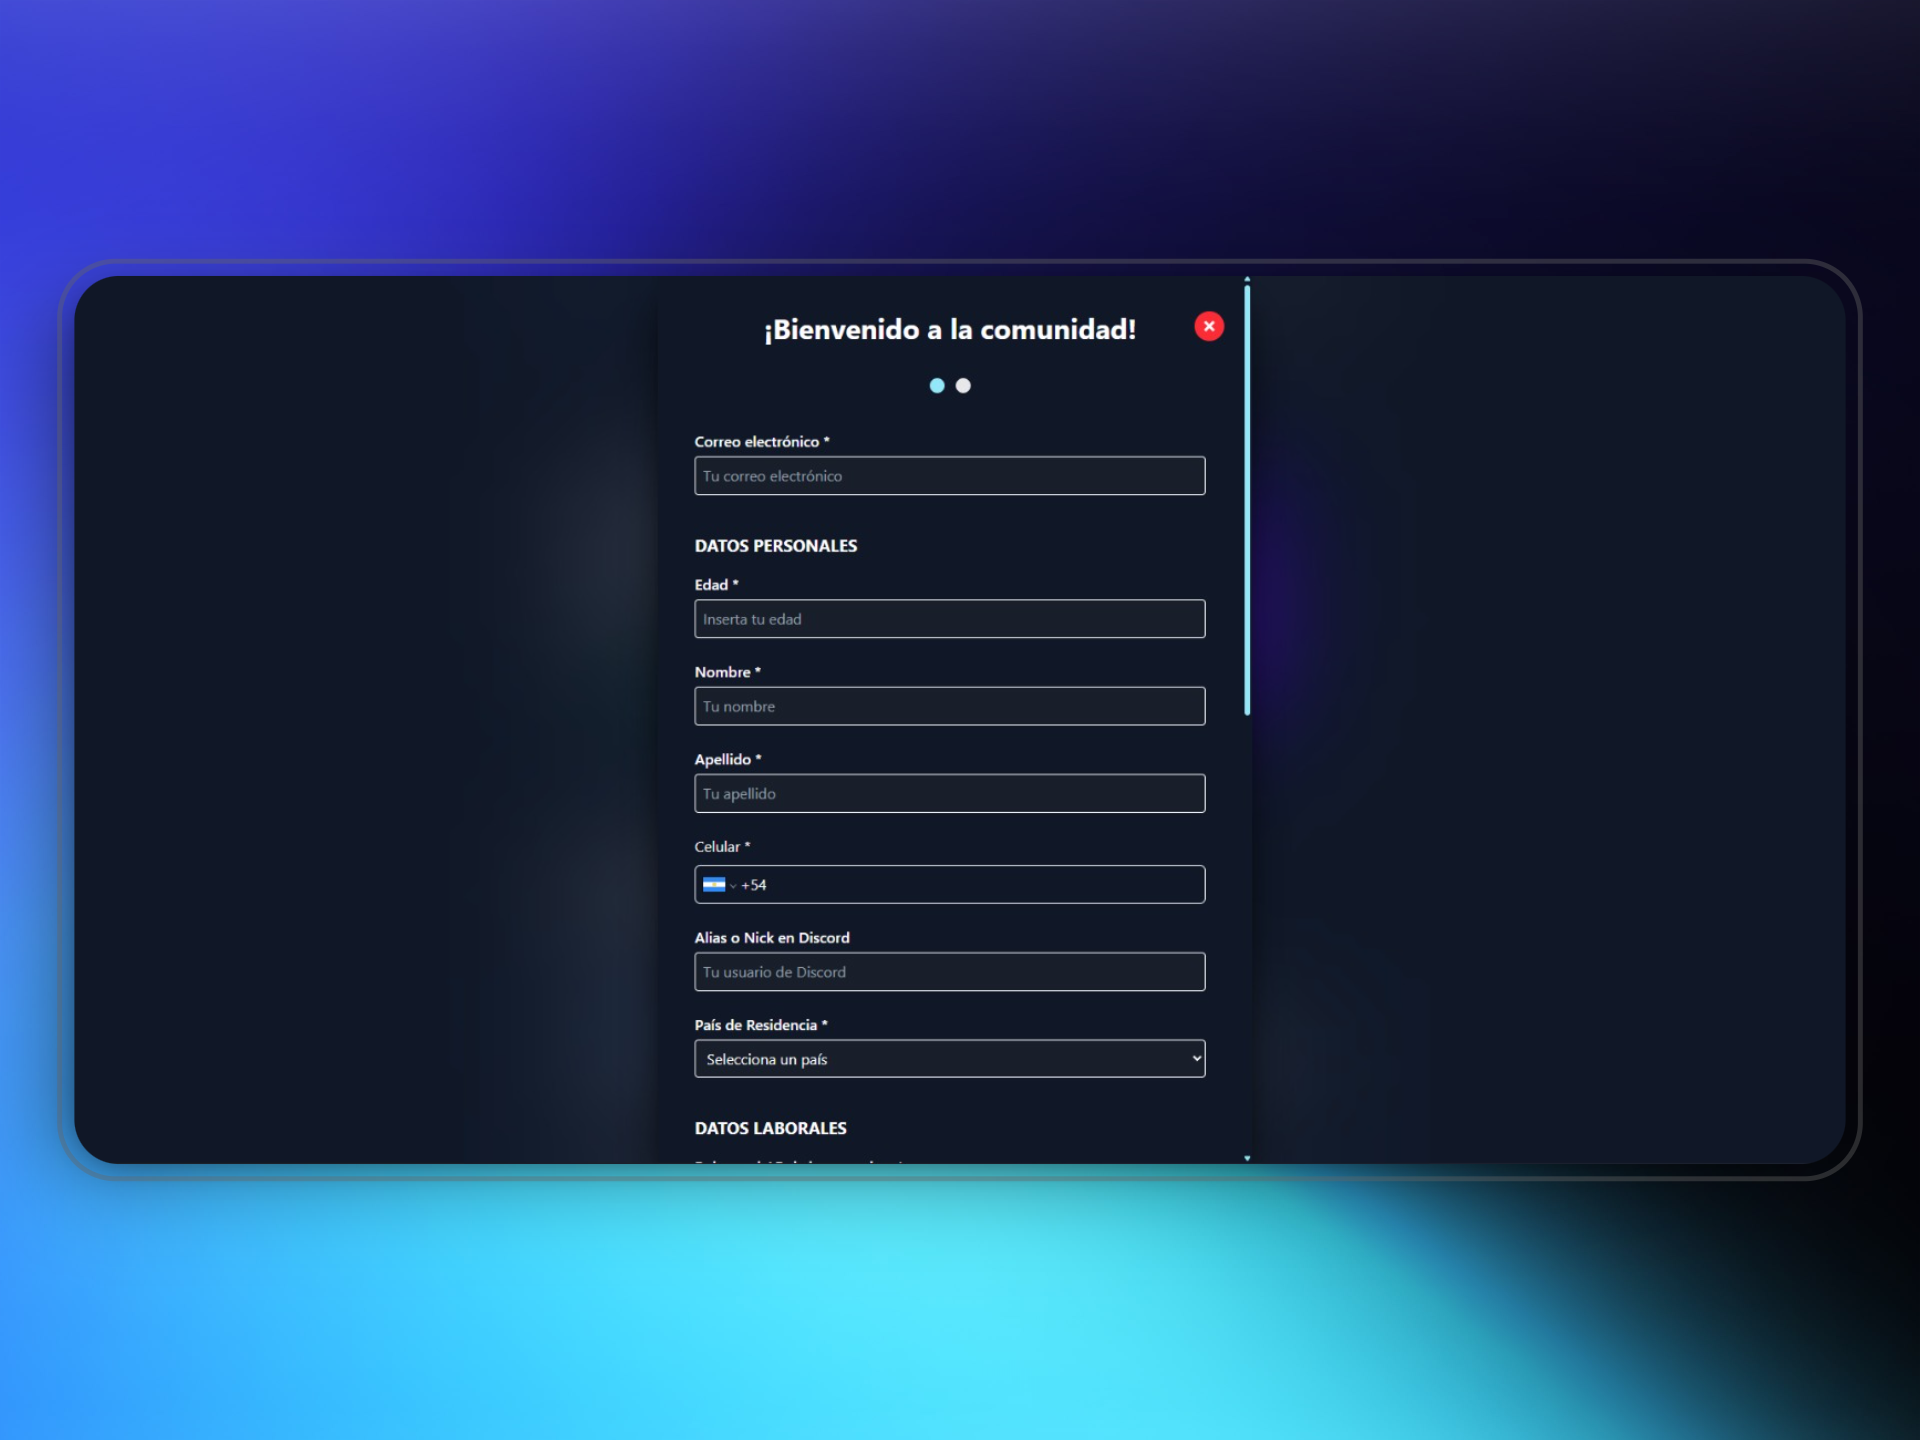 ¡Bienvenido a la comunidad!
Correo electrónico *
Tu correo electrónico
DATOS PERSONALES
Edad *
Inserta tu edad
Nombre *
Tu nombre
Apellido *
Tu apellido
Celular *
+54
Alias o Nick en Discord
Tu usuario de Discord
País de Residencia *
Selecciona un país
DATOS LABORALES